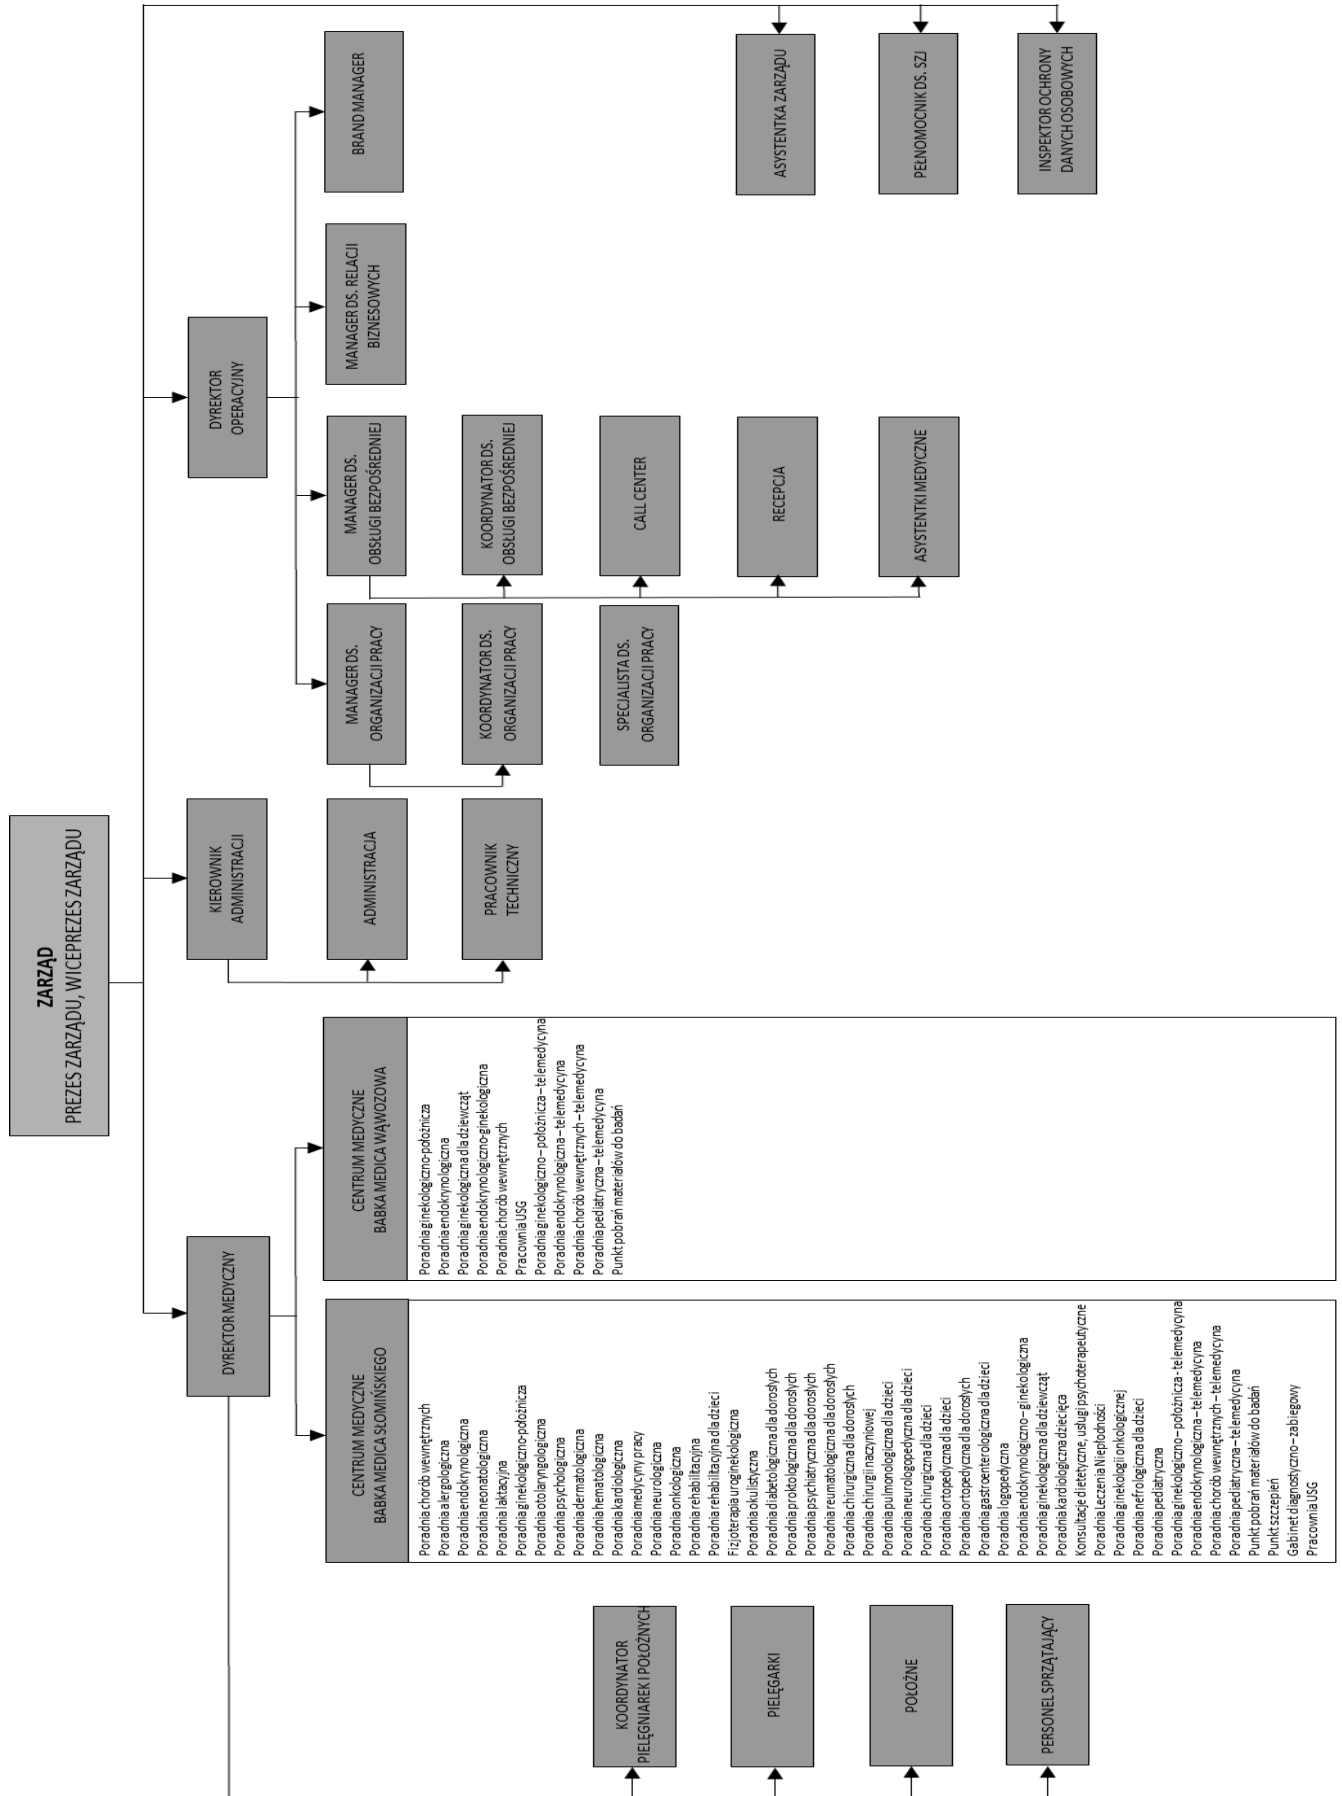 ZARZĄD
PREZES ZARZĄDU, WICEPREZES ZARZĄDU
DYREKTOR MEDYCZNY
KIEROWNIK
ADMINISTRACJI
DYREKTOR
OPERACYJNY
CENTRUM MEDYCZNE
BABKA MEDICA SŁOMIŃSKIEGO
Poradnia chorób wewnętrznych
Poradnia alergologiczna
Poradnia endokrynologiczna
Poradnia neonatologiczna
Poradnia laktacyjna
Poradnia ginekologiczno-położnicza
Poradnia otolaryngologiczna
Poradnia psychologiczna
Poradnia dermatologiczna
Poradnia hematologiczna
Poradnia kardiologiczna
Poradnia medycyny pracy
Poradnia neurologiczna
Poradnia onkologiczna
Poradnia rehabilitacyjna
Poradnia rehabilitacyjna dla dzieci
Fizjoterapia uroginekologiczna
Poradnia okulistyczna
Poradnia diabetologiczna dla dorosłych
Poradnia proktologiczna dla dorosłych
Poradnia psychiatryczna dla dorosłych
Poradnia reumatologiczna dla dorosłych
Poradnia chirurgiczna dla dorosłych
Poradnia chirurgii naczyniowej
Poradnia pulmonologiczna dla dzieci
Poradnia neurologopedyczna dla dzieci
Poradnia chirurgiczna dla dzieci
Poradnia ortopedyczna dla dzieci
Poradnia ortopedyczna dla dorosłych
Poradnia gastroenterologiczna dla dzieci
Poradnia logopedyczna
Poradnia endokrynologiczno – ginekologiczna
Poradnia ginekologiczna dla dziewcząt
Poradnia kardiologiczna dziecięca
Konsultacje dietetyczne, usługi psychoterapeutyczne
Poradnia Leczenia Niepłodności
Poradnia ginekologii onkologicznej
Poradnia nefrologiczna dla dzieci
Poradnia pediatryczna
Poradnia ginekologiczno – położnicza - telemedycyna
Poradnia endokrynologiczna – telemedycyna
Poradnia chorób wewnętrznych – telemedycyna
Poradnia pediatryczna – telemedycyna
Punkt pobrań materiałów do badań
Punkt szczepień
Gabinet diagnostyczno – zabiegowy
Pracownia USG
CENTRUM MEDYCZNE
BABKA MEDICA WĄWOZOWA
Poradnia ginekologiczno-położnicza
Poradnia endokrynologiczna
Poradnia ginekologiczna dla dziewcząt
Poradnia endokrynologiczno-ginekologiczna
Poradnia chorób wewnętrznych
Pracownia USG
Poradnia ginekologiczno – położnicza – telemedycyna
Poradnia endokrynologiczna – telemedycyna
Poradnia chorób wewnętrznych – telemedycyna
Poradnia pediatryczna – telemedycyna
Punkt pobrań materiałów do badań
ADMINISTRACJA
PRACOWNIK
TECHNICZNY
MANAGER DS.
ORGANIZACJI PRACY
KOORDYNATOR DS.
ORGANIZACJI PRACY
SPECJALISTA DS.
ORGANIZACJI PRACY
MANAGER DS.
OBSŁUGI BEZPOŚREDNIEJ
KOORDYNATOR DS.
OBSŁUGI BEZPOŚREDNIEJ
CALL CENTER
RECEPCJA
ASYSTENTKI MEDYCZNE
MANAGER DS. RELACJI
BIZNESOWYCH
BRAND MANAGER
ASYSTENTKA ZARZĄDU
PEŁNOMOCNIK DS. SZJ
INSPEKTOR OCHRONY
DANYCH OSOBOWYCH
KOORDYNATOR
PIELĘGNIAREK I POŁOŻNYCH
PIELĘGARKI
POŁOŻNE
PERSONEL SPRZĄTAJĄCY